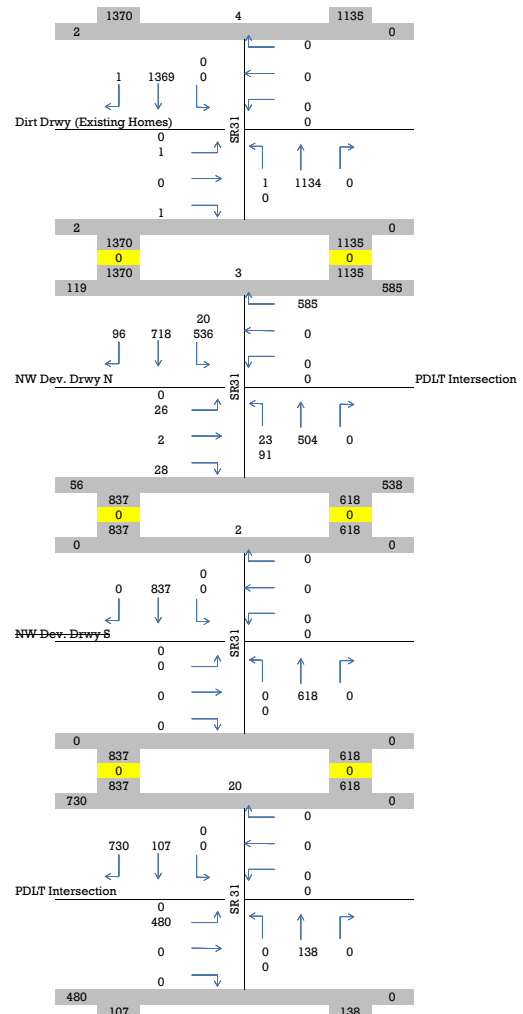 1370 4 1135
2 0
0
0
1 1369 0 0
0
Dirt Drwy (Existing Homes) 0
SR31
0
1
0 1 1134 0
0
1
2 0
1370 1135
0 0
1370 3 1135
119 585
585
20
96 718 536 0
0
NW Dev. Drwy N 0 PDLT Intersection
SR31
0
26
2 23 504 0
91
28
56 538
837 618
0 0
837 2 618
0 0
0
0
0 837 0 0
0
NW Dev. Drwy S 0
SR31
0
0
0 0 618 0
0
0
0 0
837 618
0 0
837 20 618
730 0
0
0
730 107 0 0
0
PDLT Intersection 0
SR 31
0
480
0 0 138 0
0
0
480 0
107 138